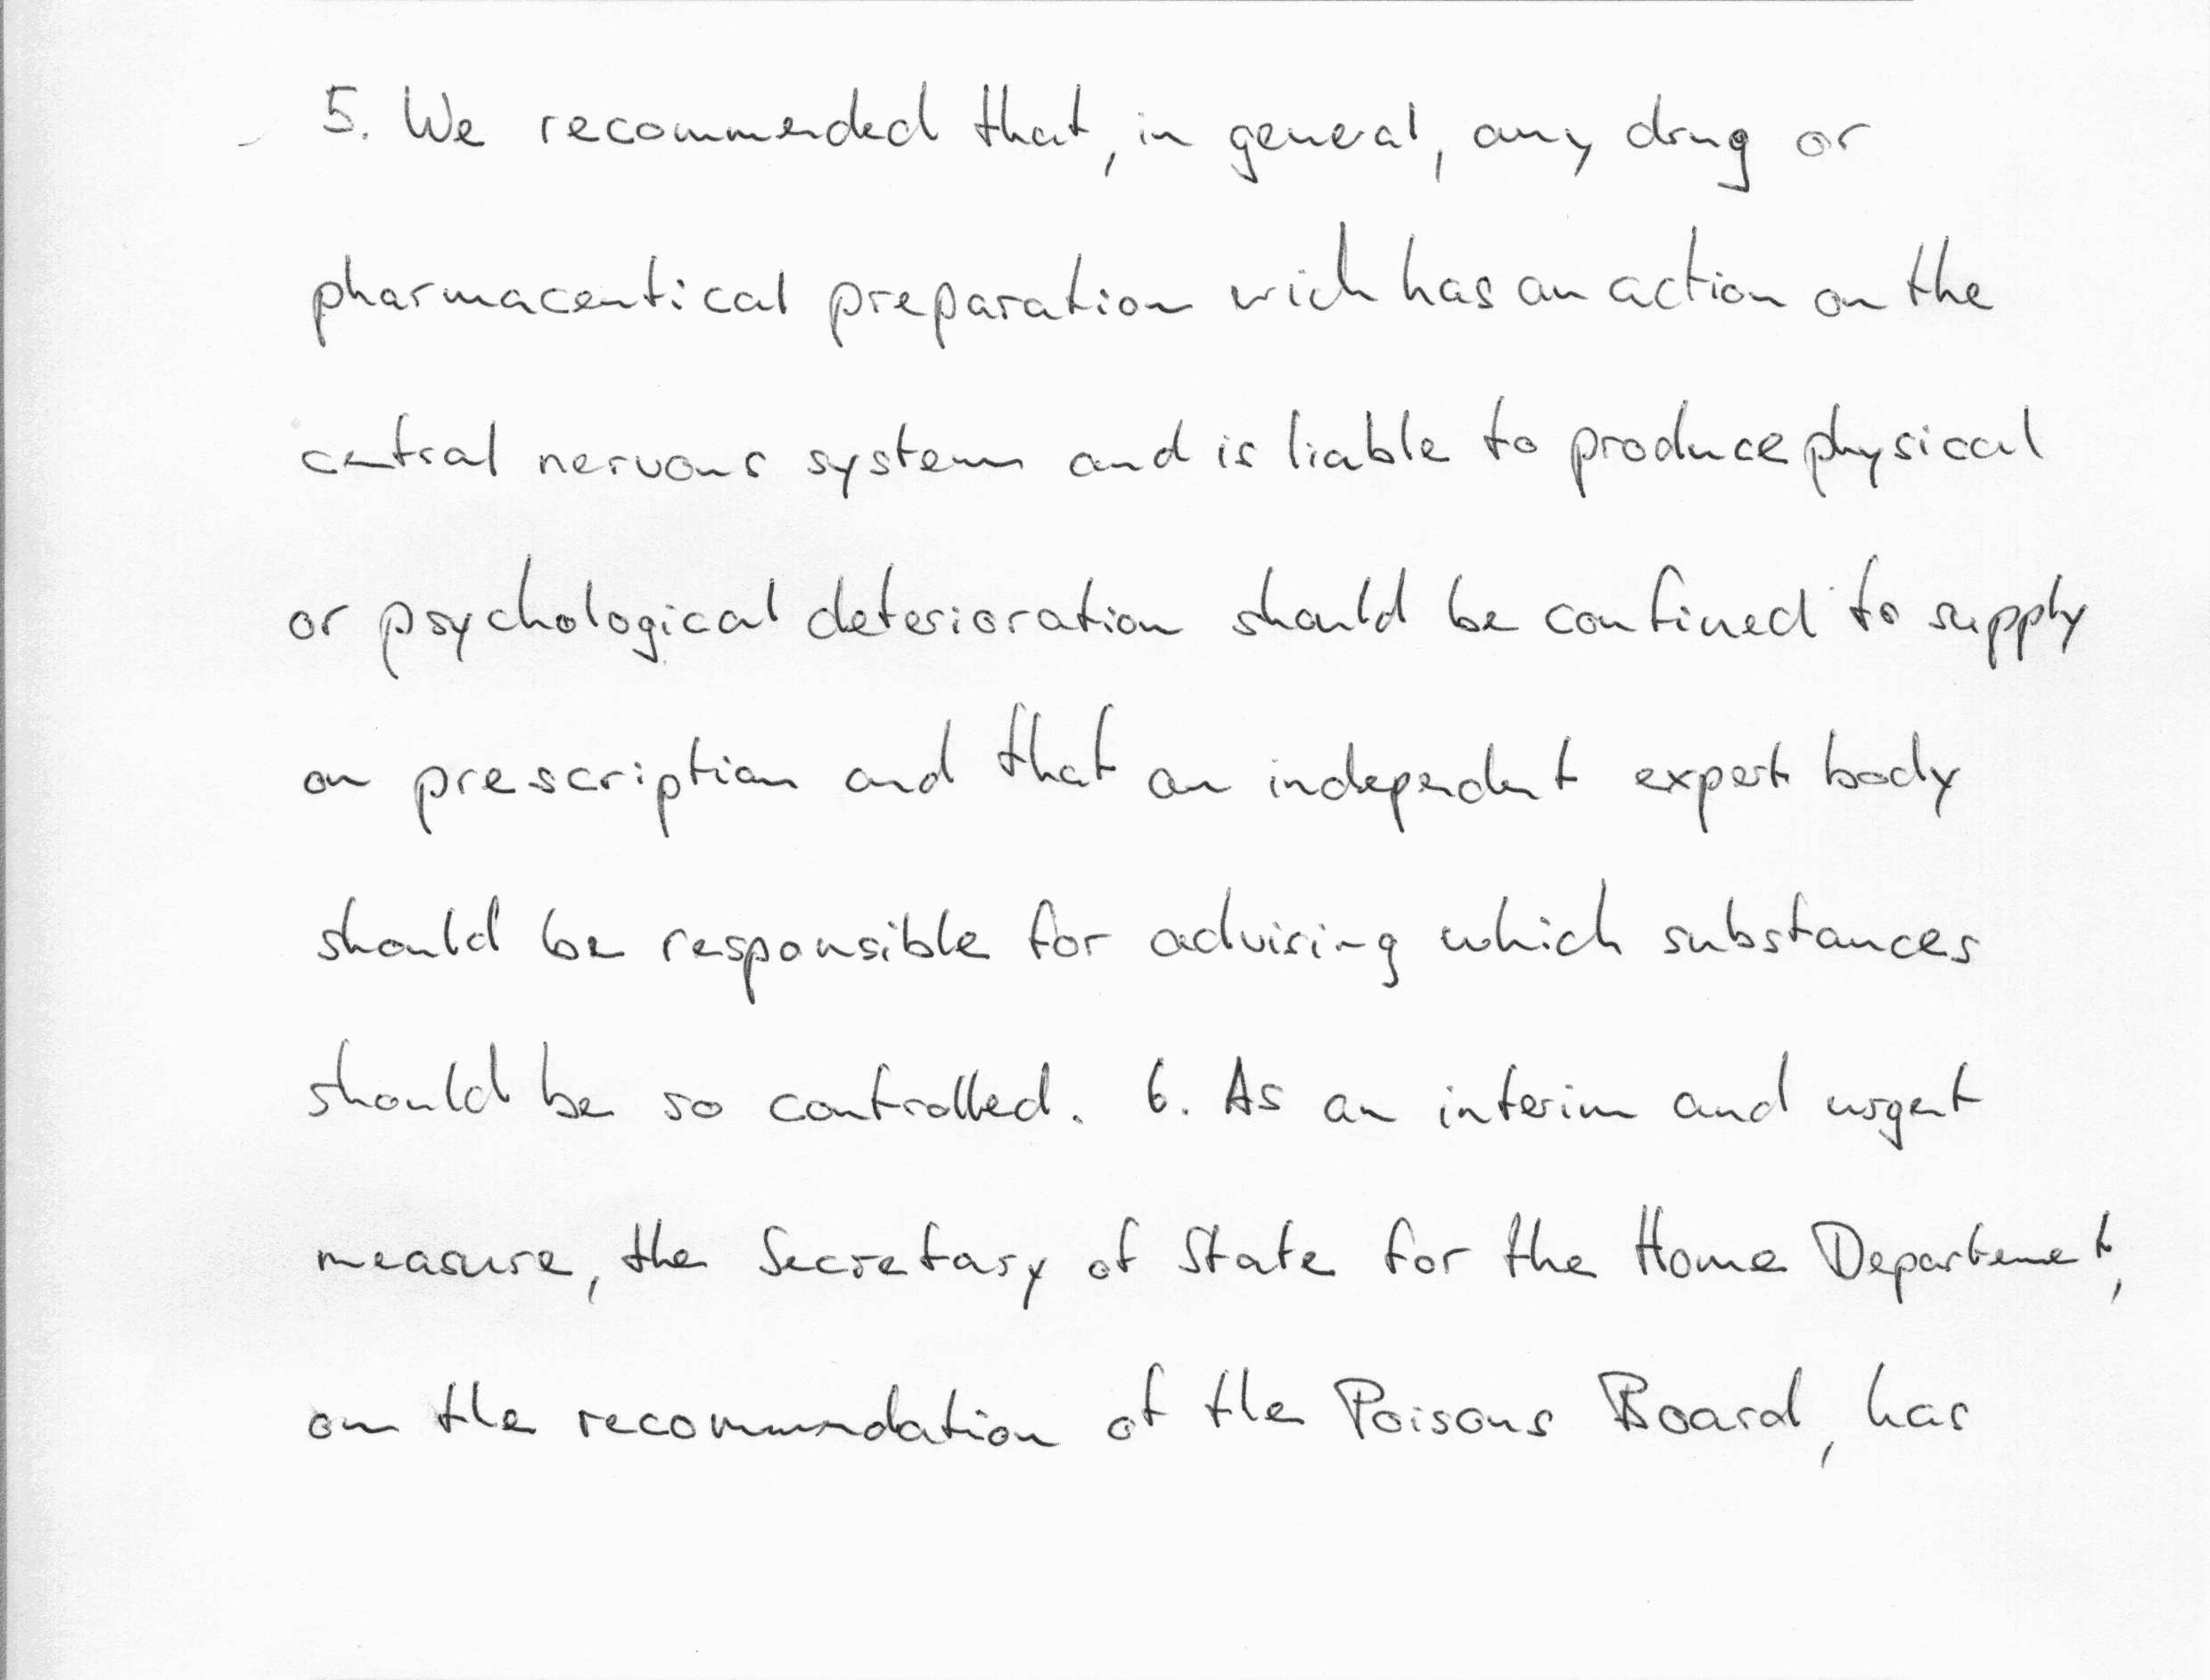 5. We recommended that, in general, any drug or
pharmaceutical preparation wich has an action on the
central nervous system and is liable to produce physical
or psychological deterioration should be confined to supply
on prescription and that an independent expert body
should be responsible for advising which substances
should be so controlled. 6. As an interim and urgent
measure, the Secretary of State for the Home Departement,
on the recommendation of the Poisons Board, has